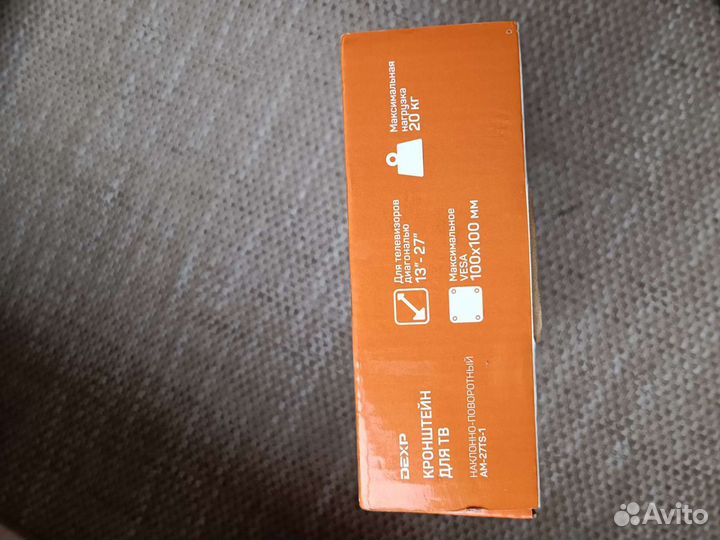 DEXP
КРОНШТЕЙН
ДЛЯ ТВ
НАКЛОННО-ПОВОРОТНЫЙ
AM-27TS-1
Для телевизоров
диагональю
13" - 27"
Максимальное
VESA
100x100 мм
Максимальная
нагрузка
20 кг
Avito